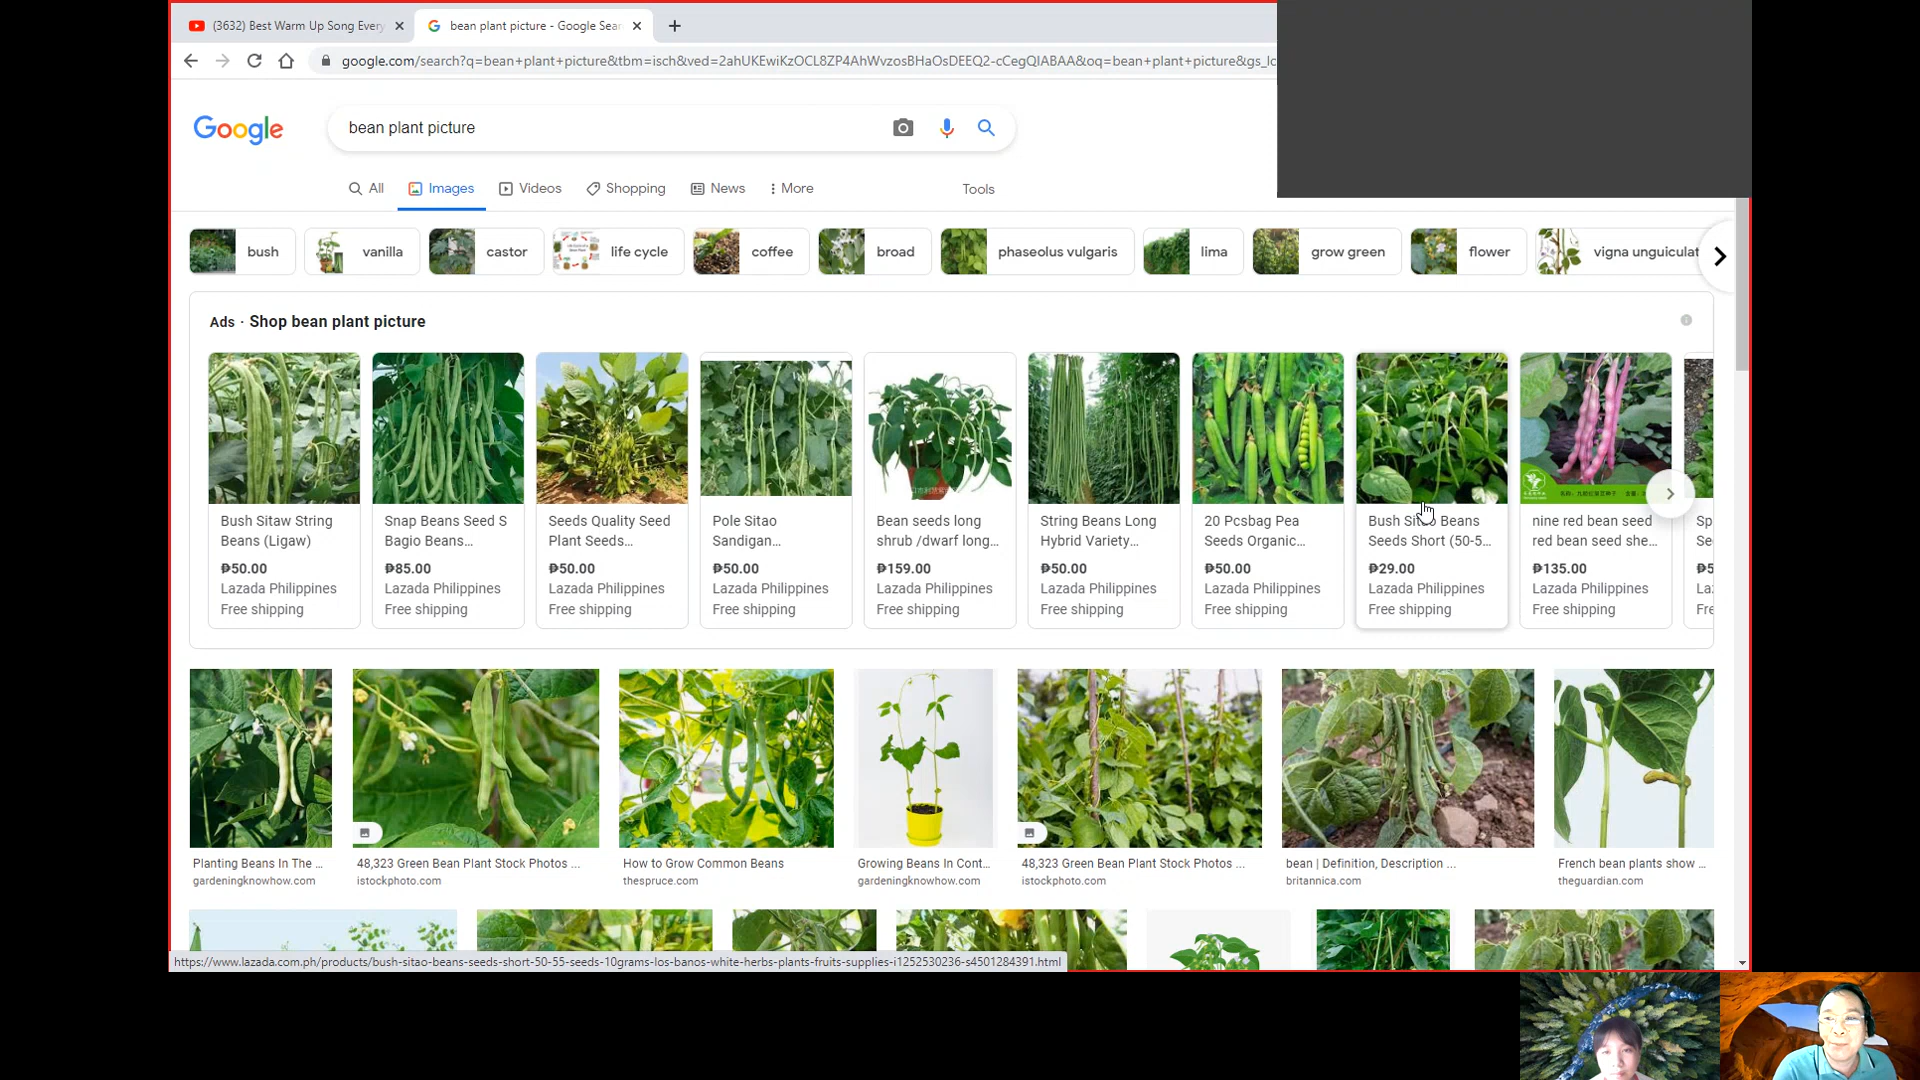 (3632) Best Warm Up Song Every
bean plant picture - Google Sear
google.com/search?q=bean+plant+picture&tbm=isch&ved=2ahUKEwiKzOCL8ZP4AhWvzosBHaOsDEEQ2-cCegQIABAA&oq=bean+plant+picture&gs_lc
Google
bean plant picture
All Images Videos Shopping News More Tools
bush vanilla castor life cycle coffee broad phaseolus vulgaris lima grow green flower vigna unguiculat
Ads · Shop bean plant picture
Bush Sitaw String
Beans (Ligaw)
₱50.00
Lazada Philippines
Free shipping
Snap Beans Seed S
Bagio Beans...
₱85.00
Lazada Philippines
Free shipping
Seeds Quality Seed
Plant Seeds...
₱50.00
Lazada Philippines
Free shipping
Pole Sitao
Sandigan...
₱50.00
Lazada Philippines
Free shipping
Bean seeds long
shrub /dwarf long...
₱159.00
Lazada Philippines
Free shipping
String Beans Long
Hybrid Variety...
₱50.00
Lazada Philippines
Free shipping
20 Pcsbag Pea
Seeds Organic...
₱50.00
Lazada Philippines
Free shipping
Bush Sitao Beans
Seeds Short (50-5...
₱29.00
Lazada Philippines
Free shipping
nine red bean seed
red bean seed she...
₱135.00
Lazada Philippines
Free shipping
Sp
See
₱5
Laz
Fre
Planting Beans In The ...
gardeningknowhow.com
48,323 Green Bean Plant Stock Photos ...
istockphoto.com
How to Grow Common Beans
thespruce.com
Growing Beans In Cont...
gardeningknowhow.com
48,323 Green Bean Plant Stock Photos ...
istockphoto.com
bean | Definition, Description ...
britannica.com
French bean plants show ...
theguardian.com
https://www.lazada.com.ph/products/bush-sitao-beans-seeds-short-50-55-seeds-10grams-los-banos-white-herbs-plants-fruits-supplies-i1252530236-s4501284391.html